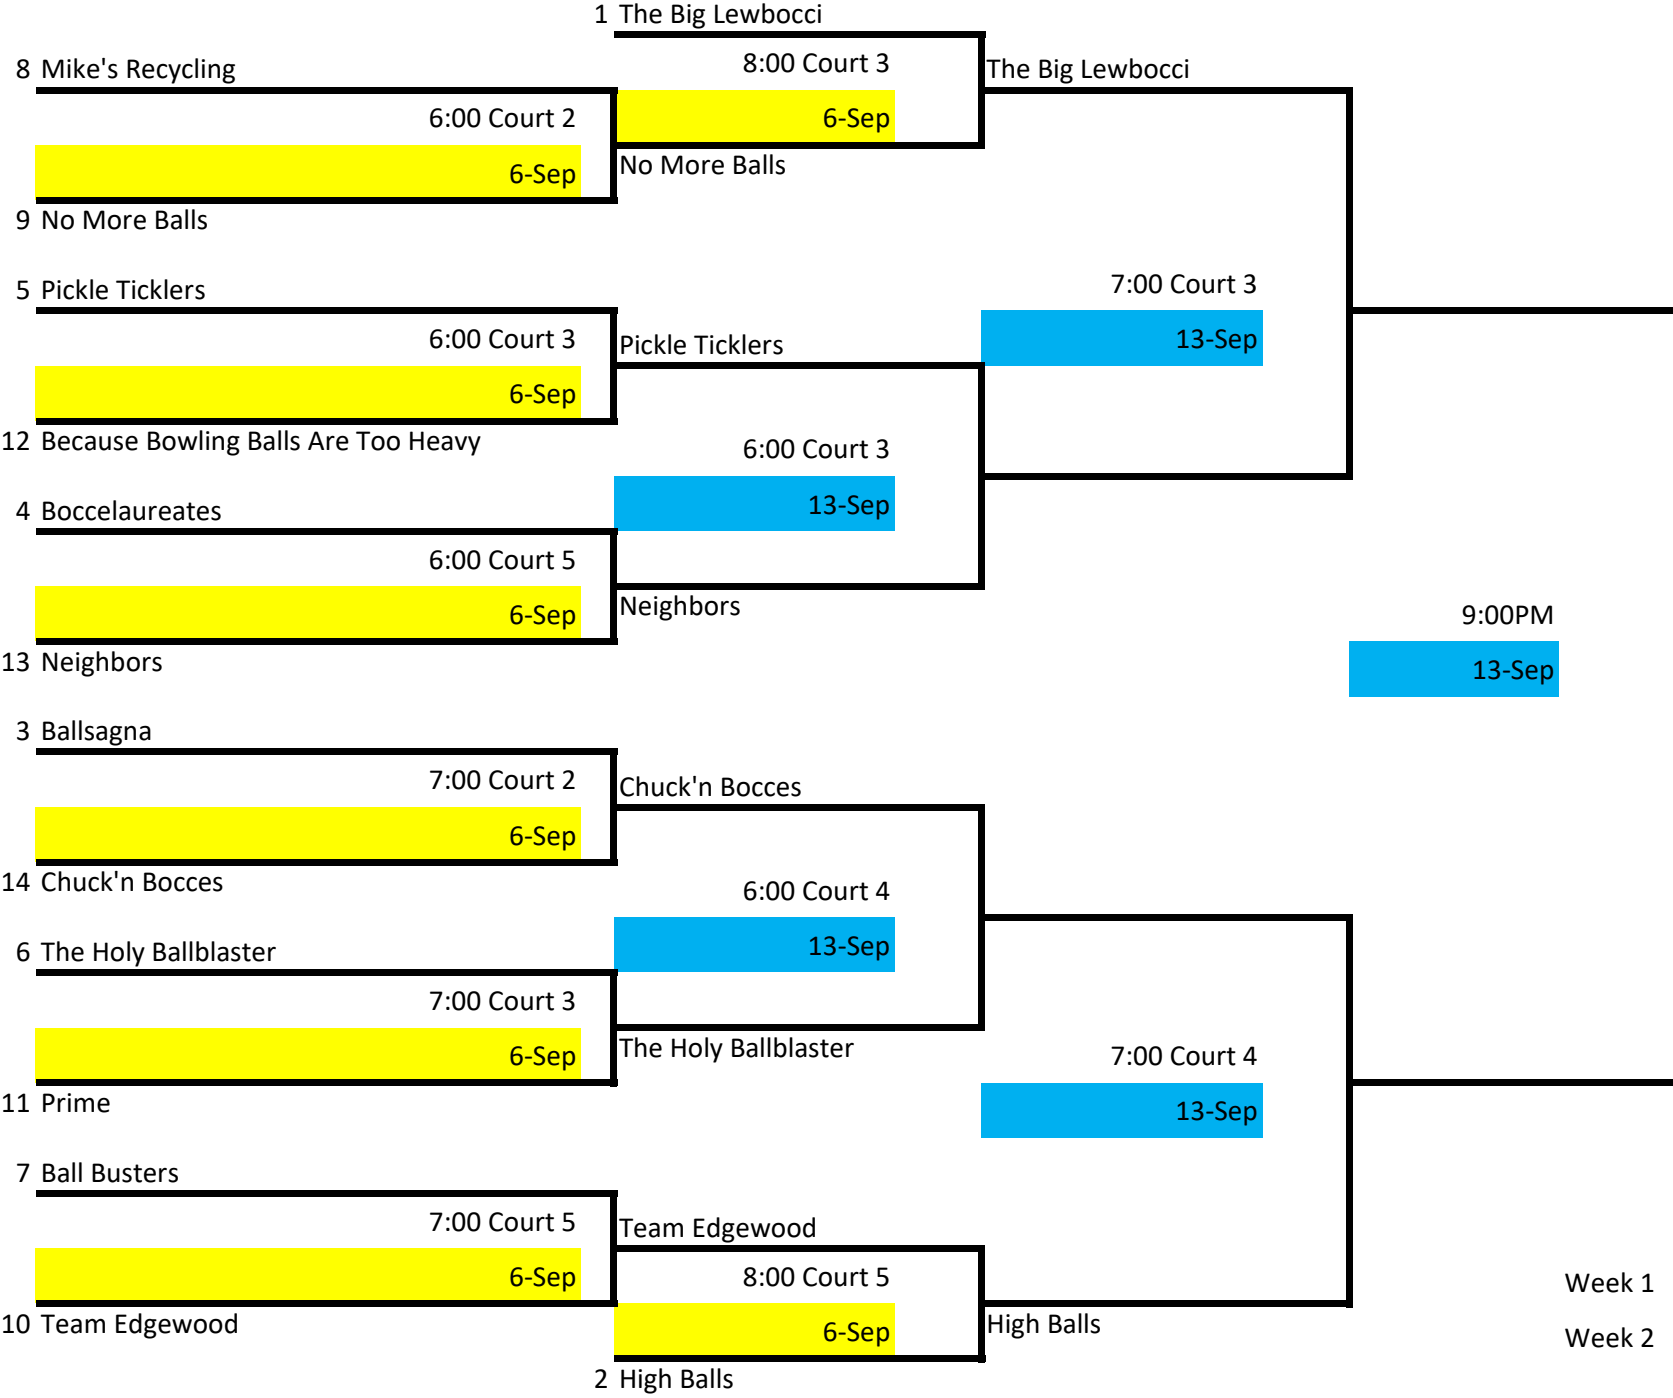 1 The Big Lewbocci
8 Mike's Recycling
8:00 Court 3
The Big Lewbocci
6:00 Court 2
6-Sep
6-Sep
No More Balls
9 No More Balls
5 Pickle Ticklers
7:00 Court 3
6:00 Court 3
Pickle Ticklers
13-Sep
6-Sep
12 Because Bowling Balls Are Too Heavy
6:00 Court 3
13-Sep
4 Boccelaureates
6:00 Court 5
6-Sep
Neighbors
9:00PM
13 Neighbors
13-Sep
3 Ballsagna
7:00 Court 2
Chuck'n Bocces
6-Sep
14 Chuck'n Bocces
6:00 Court 4
13-Sep
6 The Holy Ballblaster
7:00 Court 3
6-Sep
The Holy Ballblaster
7:00 Court 4
11 Prime
13-Sep
7 Ball Busters
7:00 Court 5
Team Edgewood
6-Sep
8:00 Court 5
Week 1
10 Team Edgewood
6-Sep
High Balls
Week 2
2 High Balls